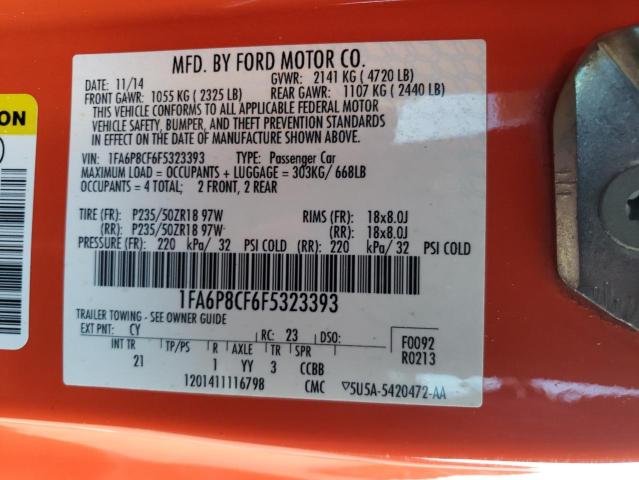 MFD. BY FORD MOTOR CO.
DATE: 11/14 GVWR: 2141 KG ( 4720 LB)
FRONT GAWR: 1055 KG ( 2325 LB) REAR GAWR: 1107 KG ( 2440 LB)
THIS VEHICLE CONFORMS TO ALL APPLICABLE FEDERAL MOTOR
VEHICLE SAFETY, BUMPER, AND THEFT PREVENTION STANDARDS
IN EFFECT ON THE DATE OF MANUFACTURE SHOWN ABOVE.
VIN: 1FA6P8CF6F5323393 TYPE: Passenger Car
MAXIMUM LOAD = OCCUPANTS + LUGGAGE = 303KG/ 668LB
OCCUPANTS = 4 TOTAL; 2 FRONT, 2 REAR
TIRE (FR): P235/50ZR18 97W RIMS (FR): 18x8.0J
(RR): P235/50ZR18 97W (RR): 18x8.0J
PRESSURE (FR): 220 kPa/ 32 PSI COLD (RR): 220 kPa/ 32 PSI COLD
1FA6P8CF6F5323393
TRAILER TOWING - SEE OWNER GUIDE
EXT PNT: CY RC: 23 DSO: F0092
INT TR TP/PS R AXLE TR SPR R0213
21 1 YY 3 CCBB
1201411116798 CMC ▽5U5A-5420472-AA
ON